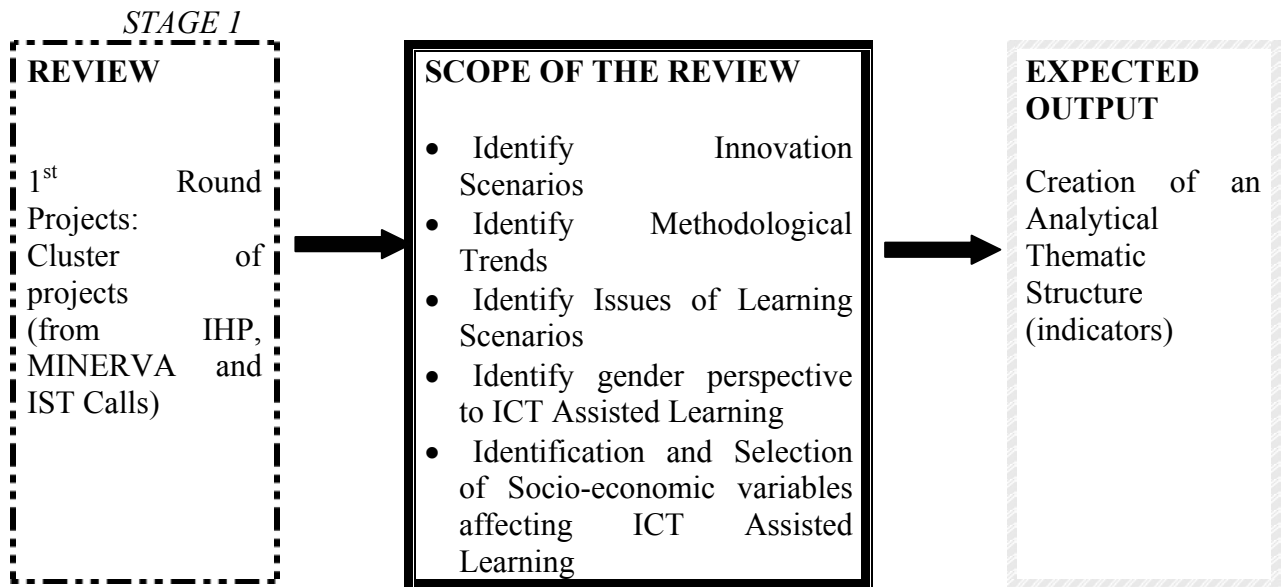 STAGE 1
REVIEW
1st Round
Projects:
Cluster of
projects
(from IHP,
MINERVA and
IST Calls)
SCOPE OF THE REVIEW
• Identify Innovation
Scenarios
• Identify Methodological
Trends
• Identify Issues of Learning
Scenarios
• Identify gender perspective
to ICT Assisted Learning
• Identification and Selection
of Socio-economic variables
affecting ICT Assisted
Learning
EXPECTED
OUTPUT
Creation of an
Analytical
Thematic
Structure
(indicators)